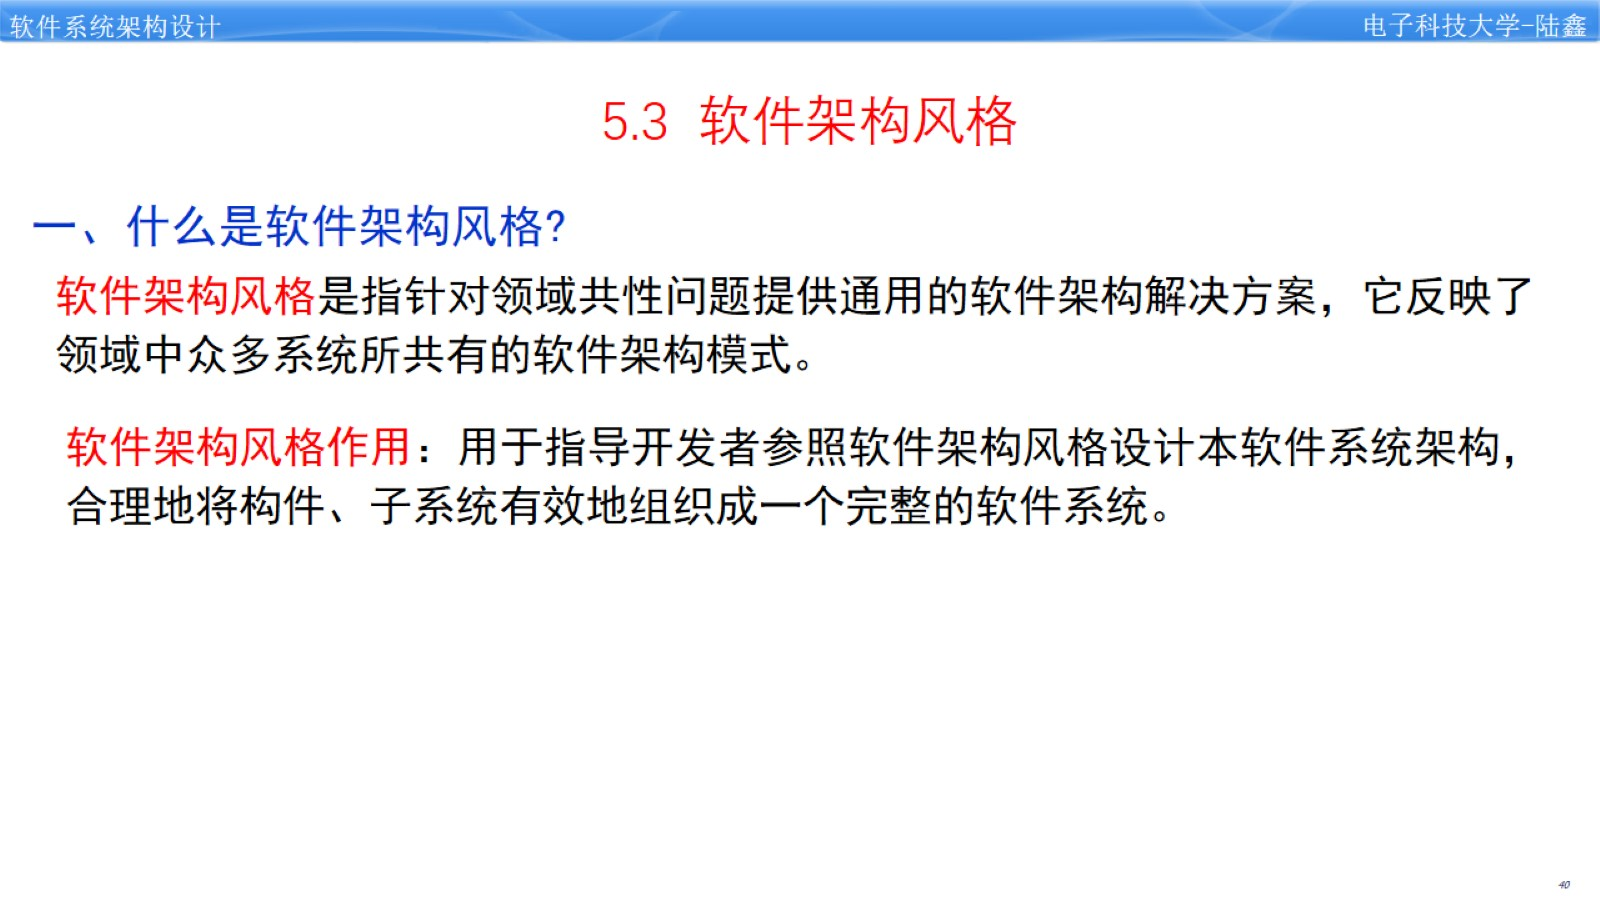 软件系统架构设计
电子科技大学-陆鑫
5.3 软件架构风格
一、什么是软件架构风格?
软件架构风格是指针对领域共性问题提供通用的软件架构解决方案，它反映了
领域中众多系统所共有的软件架构模式。
软件架构风格作用：用于指导开发者参照软件架构风格设计本软件系统架构，
合理地将构件、子系统有效地组织成一个完整的软件系统。
40